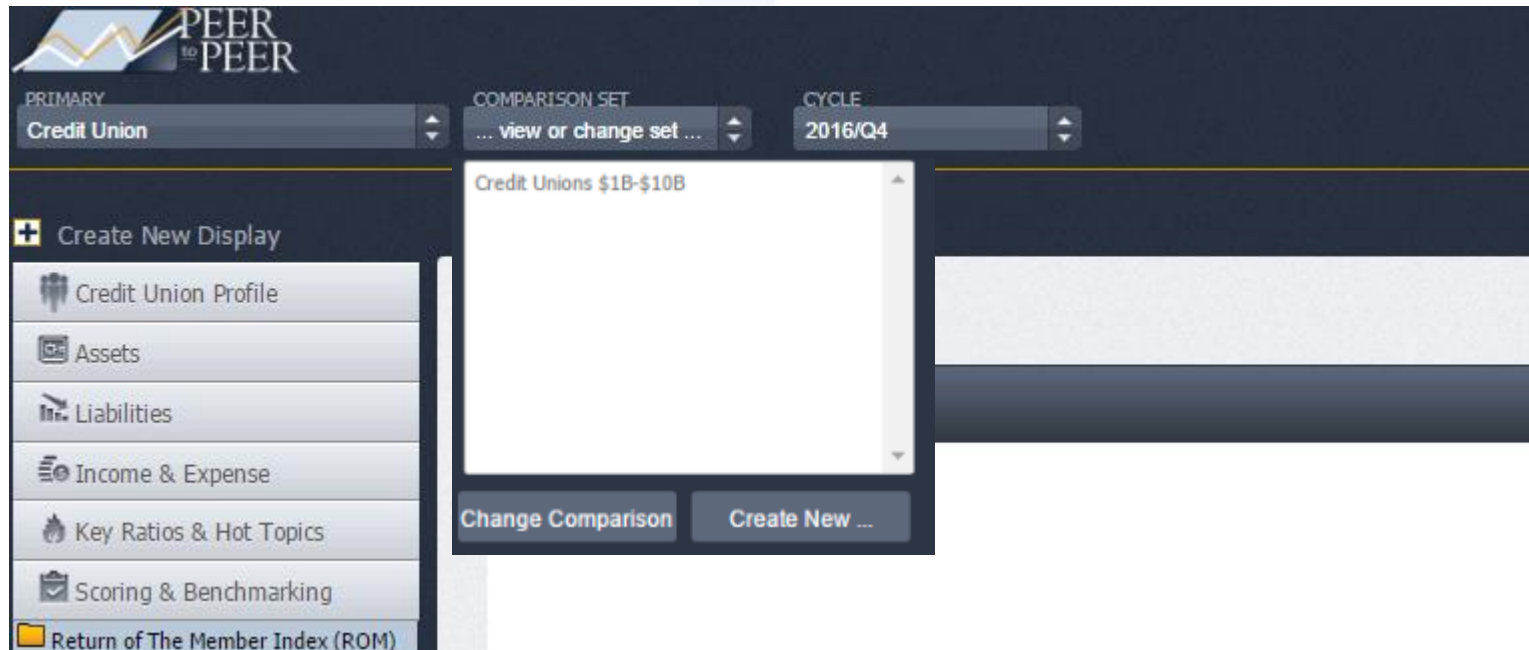 PEER
to PEER
PRIMARY
COMPARISON SET
CYCLE
Credit Union
... view or change set ...
2016/Q4
Credit Unions $1B-$10B
Create New Display
Credit Union Profile
Assets
Liabilities
Income & Expense
Change Comparison
Create New ...
Key Ratios & Hot Topics
Scoring & Benchmarking
Return of The Member Index (ROM)